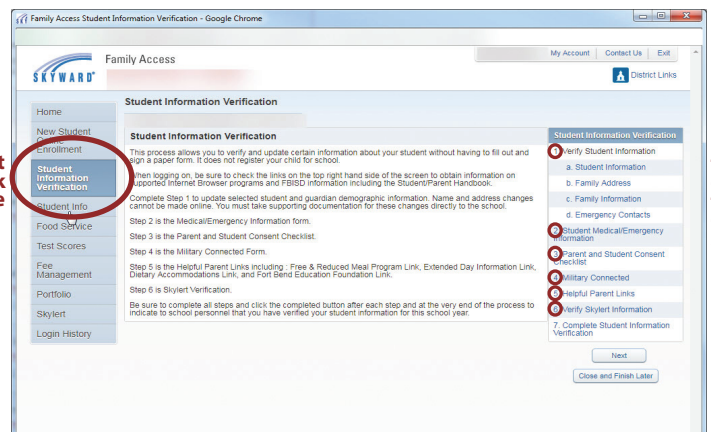 Family Access Student Information Verification - Google Chrome
Family Access
My Account Contact Us Exit
SKYWARD
District Links
Home
New Student
Online
Enrollment
Student
Information
Verification
Student Info
Food Service
Test Scores
Fee
Management
Portfolio
Skylert
Login History
t
k
e
Student Information Verification
Student Information Verification
This process allows you to verify and update certain information about your student without having to fill out and
sign a paper form. It does not register your child for school.
When logging on, be sure to check the links on the top right hand side of the screen to obtain information on
supported Internet Browser programs and FBISD information including the Student/Parent Handbook.
Complete Step 1 to update selected student and guardian demographic information. Name and address changes
cannot be made online. You must take supporting documentation for these changes directly to the school.
Step 2 is the Medical/Emergency Information form.
Step 3 is the Parent and Student Consent Checklist.
Step 4 is the Military Connected Form.
Step 5 is the Helpful Parent Links including : Free & Reduced Meal Program Link, Extended Day Information Link,
Dietary Accommodations Link, and Fort Bend Education Foundation Link.
Step 6 is Skylert Verification.
Be sure to complete all steps and click the completed button after each step and at the very end of the process to
indicate to school personnel that you have verified your student information for this school year.
Student Information Verification
1 Verify Student Information
a. Student Information
b. Family Address
c. Family Information
d. Emergency Contacts
2 Student Medical/Emergency
Information
3 Parent and Student Consent
Checklist
4 Military Connected
5 Helpful Parent Links
6 Verify Skylert Information
7. Complete Student Information
Verification
Next
Close and Finish Later